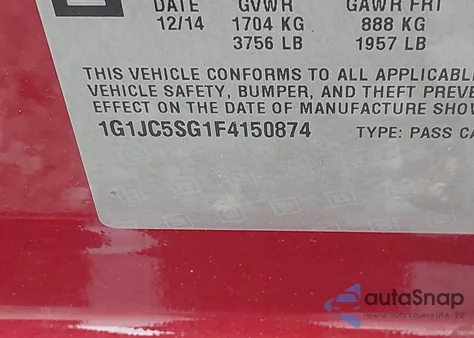 DATE GVWR GAWR FRT
12/14 1704 KG 888 KG
3756 LB 1957 LB
THIS VEHICLE CONFORMS TO ALL APPLICABL
VEHICLE SAFETY, BUMPER, AND THEFT PREVE
EFFECT ON THE DATE OF MANUFACTURE SHO
1G1JC5SG1F4150874 TYPE: PASS CA
autaSnap